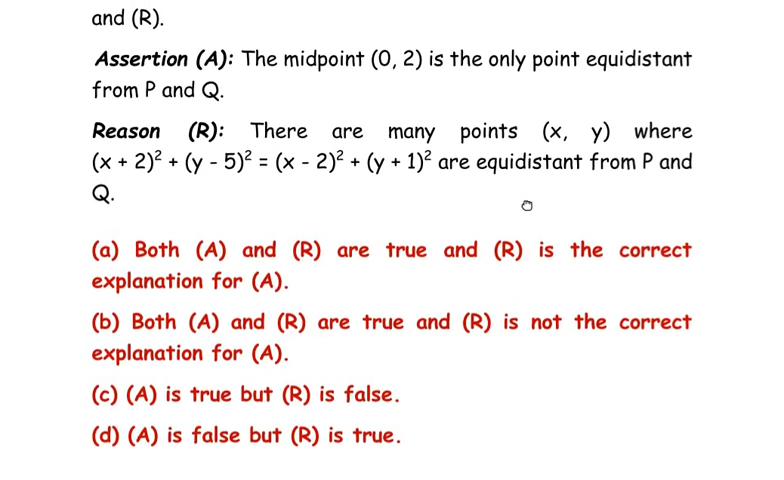 and (R).
Assertion (A): The midpoint (0, 2) is the only point equidistant
from P and Q.
Reason (R): There are many points (x, y) where
(x + 2)² + (y - 5)² = (x - 2)² + (y + 1)² are equidistant from P and
Q.
(a) Both (A) and (R) are true and (R) is the correct
explanation for (A).
(b) Both (A) and (R) are true and (R) is not the correct
explanation for (A).
(c) (A) is true but (R) is false.
(d) (A) is false but (R) is true.